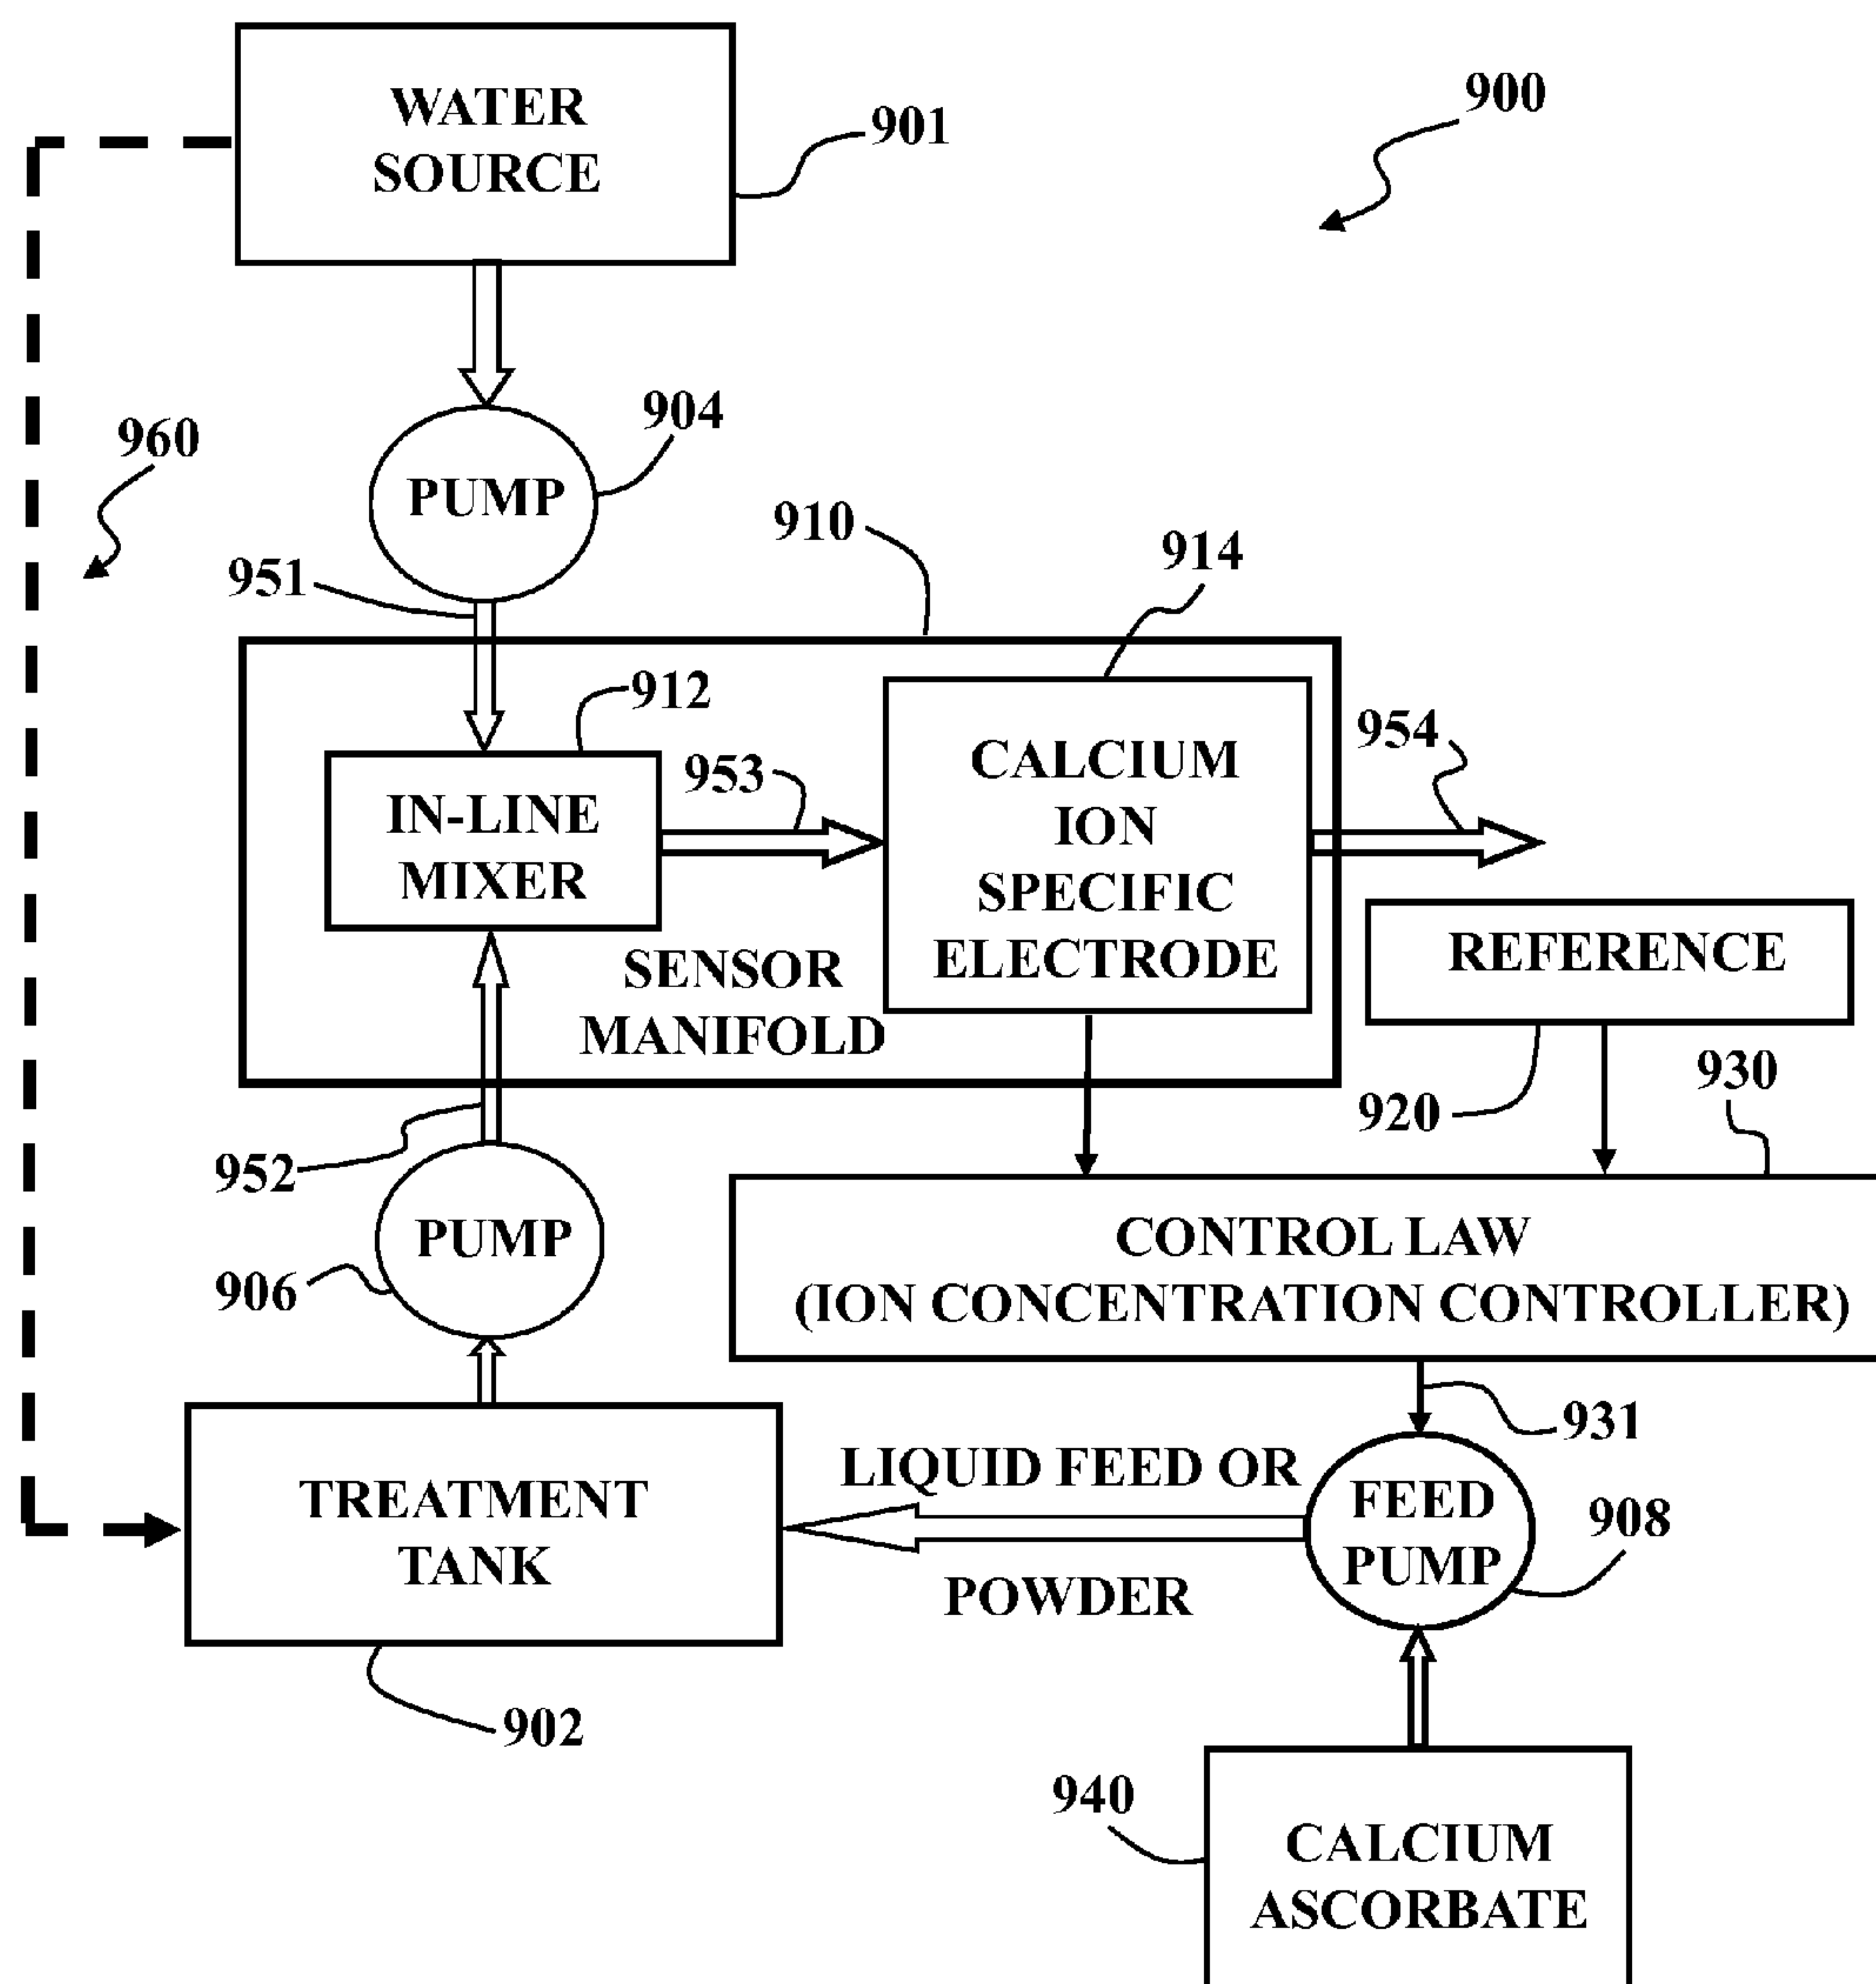 WATER
SOURCE
901
900
960
904
PUMP
951
910
914
912
953
954
IN-LINE
MIXER
CALCIUM
ION
SPECIFIC
ELECTRODE
SENSOR
MANIFOLD
REFERENCE
920
930
952
PUMP
906
CONTROL LAW
(ION CONCENTRATION CONTROLLER)
931
TREATMENT
TANK
LIQUID FEED OR
POWDER
FEED
PUMP
908
902
940
CALCIUM
ASCORBATE